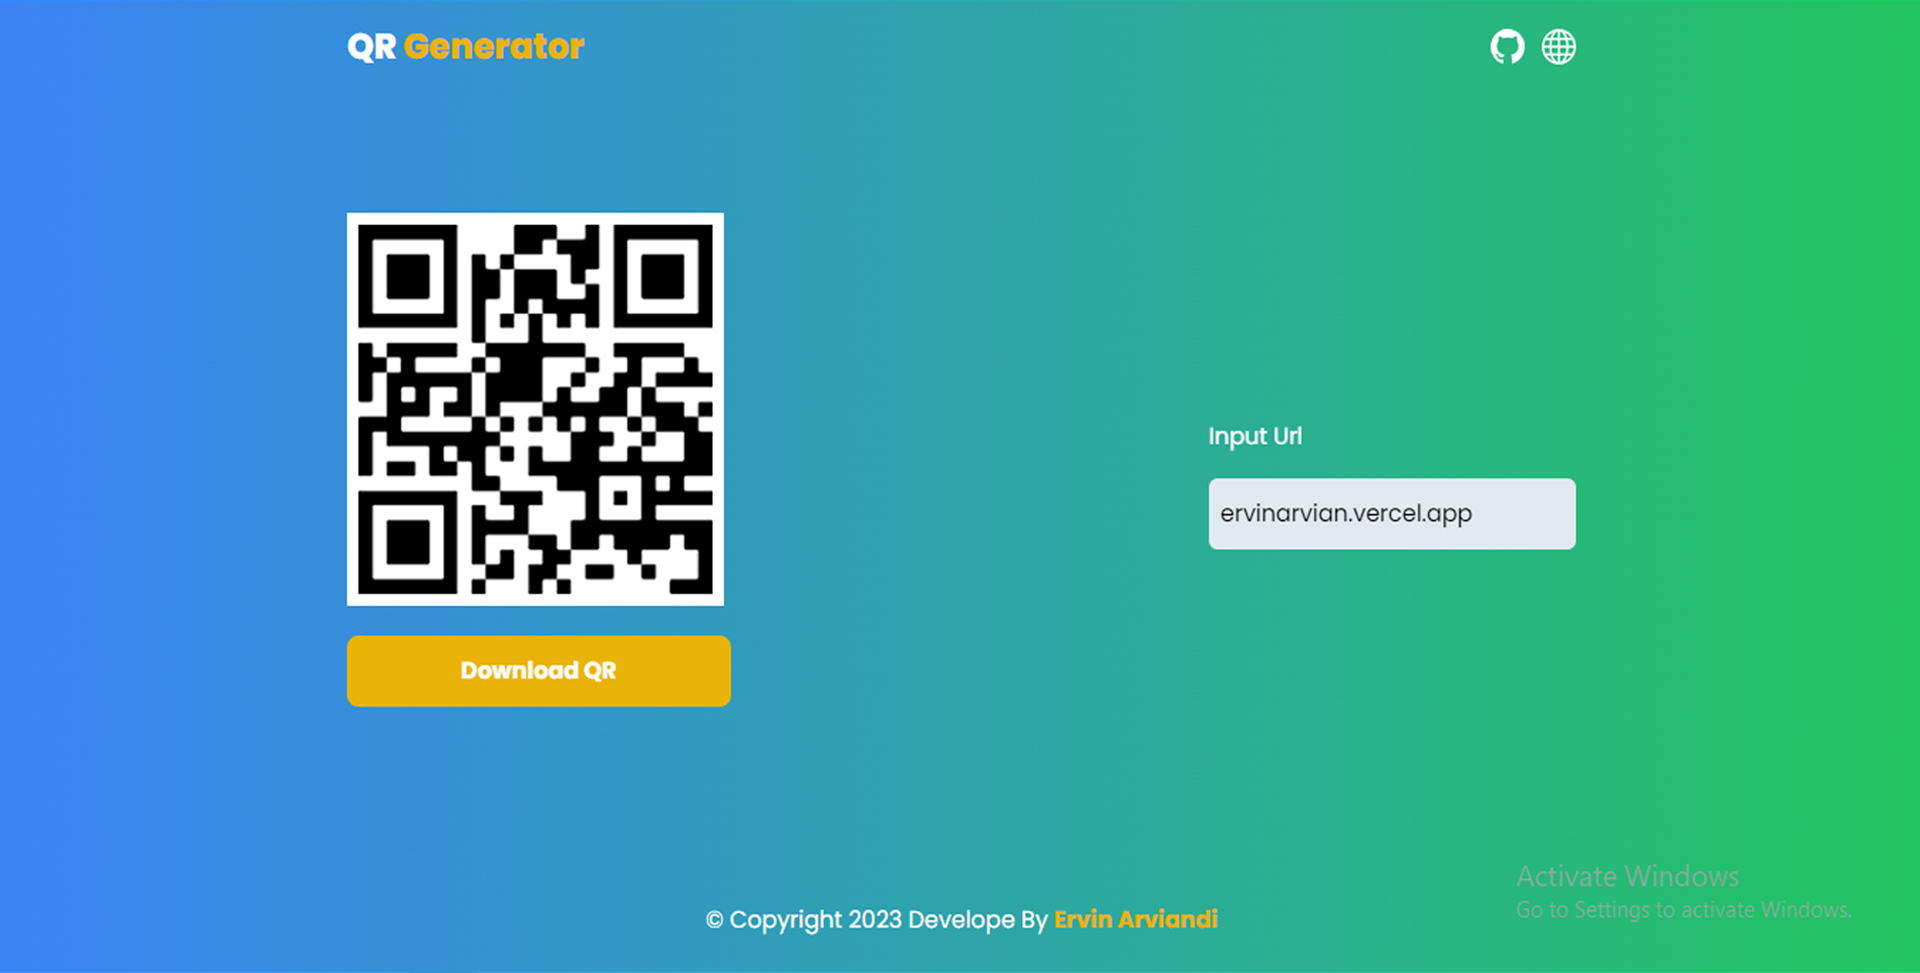 QR Generator
Input Url
ervinarvian.vercel.app
Download QR
Activate Windows
Go to Settings to activate Windows.
© Copyright 2023 Develope By Ervin Arviandi